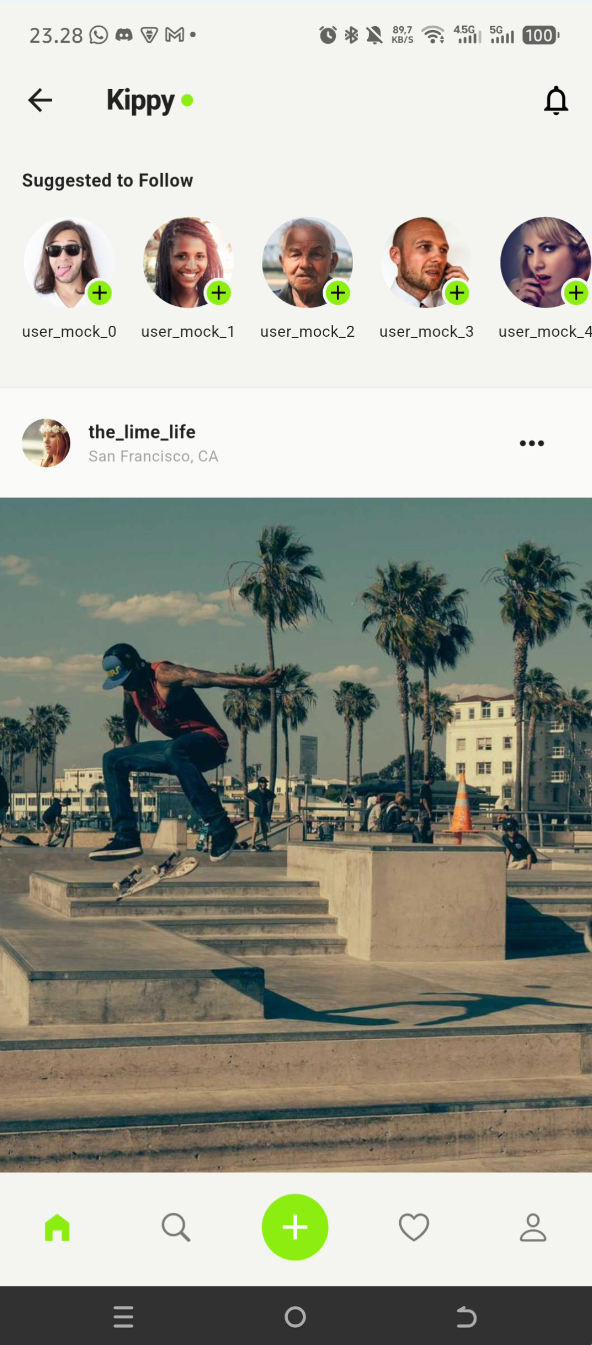 23.28
89,7
KB/S
4.5G
5G
100
Kippy
Suggested to Follow
user_mock_0 user_mock_1 user_mock_2 user_mock_3 user_mock_4
the_lime_life
San Francisco, CA